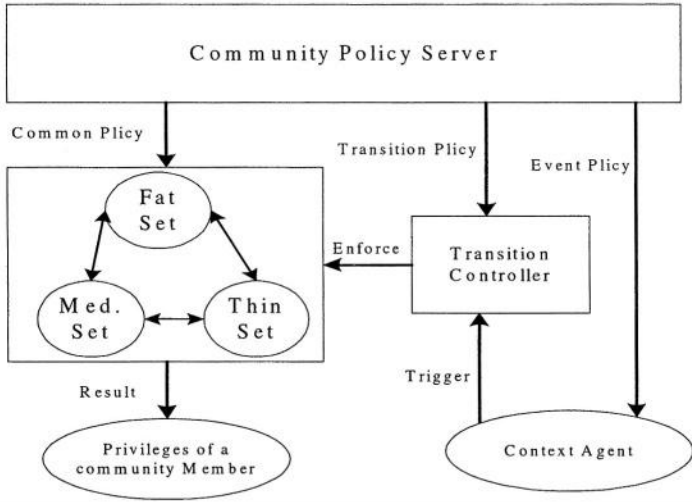 Community Policy Server
Common Plicy
Transition Plicy
Event Plicy
Fat
Set
Med.
Set
Thin
Set
Enforce
Transition
Controller
Result
Trigger
Privileges of a
community Member
Context Agent